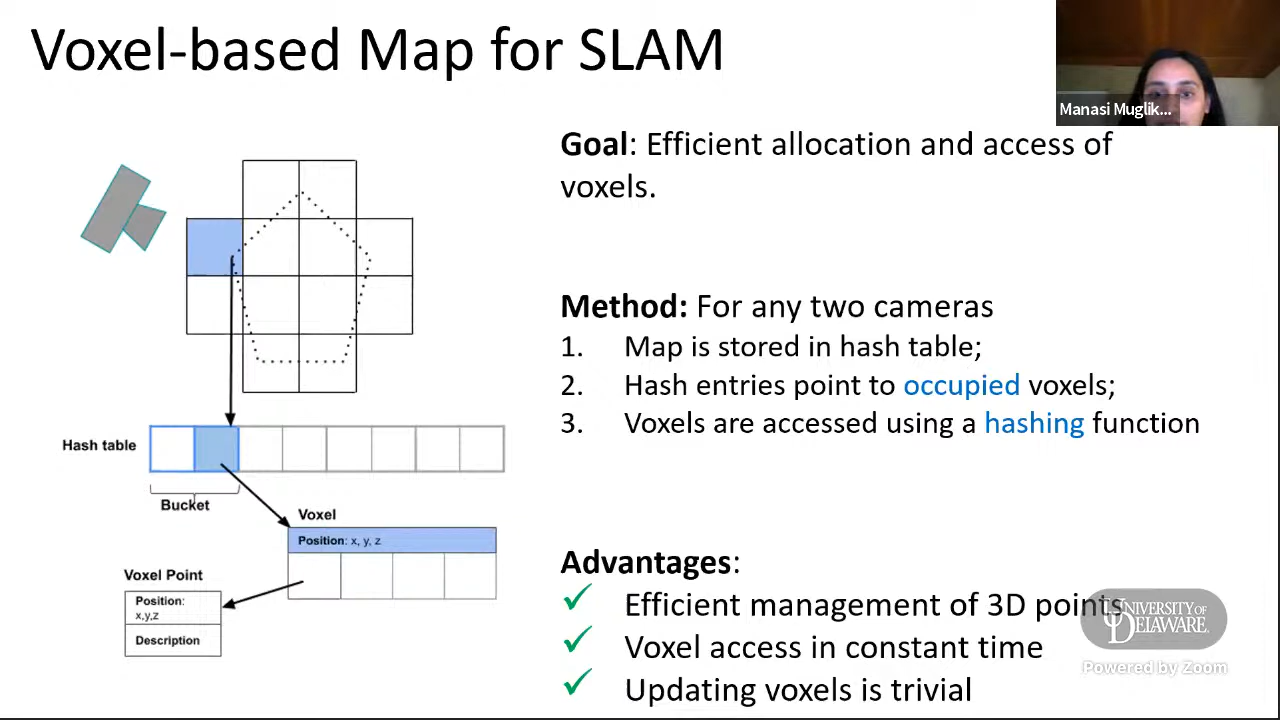 Voxel-based Map for SLAM
Manasi Muglik...
Goal: Efficient allocation and access of
voxels.
Method: For any two cameras
1. Map is stored in hash table;
2. Hash entries point to occupied voxels;
3. Voxels are accessed using a hashing function
Hash table
Bucket
Voxel
Position: x, y, z
Voxel Point
Position:
x,y,z
Description
Advantages:
Efficient management of 3D points
Voxel access in constant time
Updating voxels is trivial
UNIVERSITY OF
DELAWARE.
Powered by Zoom